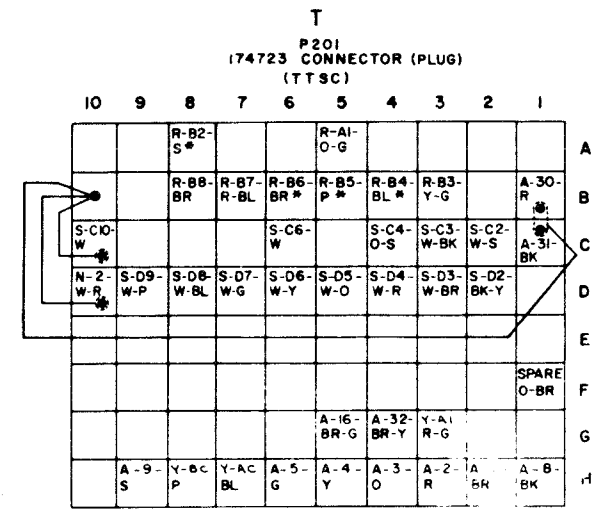 T
P201
174723 CONNECTOR (PLUG)
(TTSC)
10 9 8 7 6 5 4 3 2 1
R-B2- R-A1-
S* O-G
A
R-B8- R-B7- R-B6- R-B5- R-B4- R-B3- A-30-
BR R-BL BR* P* BL* Y-G R
B
S-C10- S-C6- S-C4- S-C3- S-C2-
W W O-S W-BK W-S A-31-
BK
C
N-2- S-D9- S-D8- S-D7- S-D6- S-D5- S-D4- S-D3- S-D2-
W-R W-P W-BL W-G W-Y W-O W-R W-BR BK-Y
D
E
SPARE
O-BR
F
A-16- A-32- Y-A1
BR-G BR-Y R-G
G
A-9- Y-BC Y-AC A-5- A-4- A-3- A-2- A A-8-
S P BL G Y O R BR BK
H